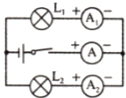 L₁ + A₁ −
+ A −
L₂ + A₂ −